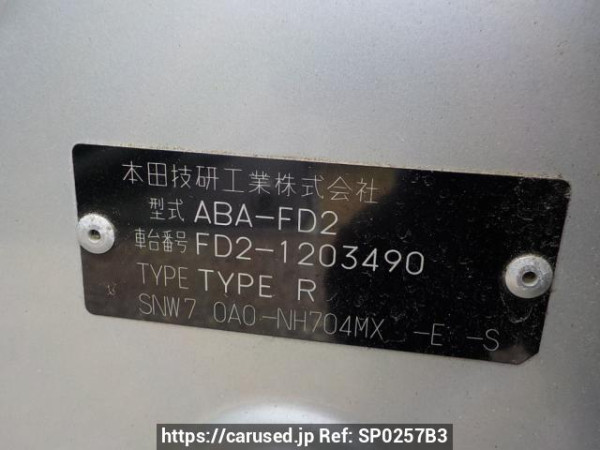 本田技研工業株式会社
型式 ABA-FD2
車台番号 FD2-1203490
TYPE TYPE R
SNW7 0A0-NH704MX -E -S
https://carused.jp Ref: SP0257B3